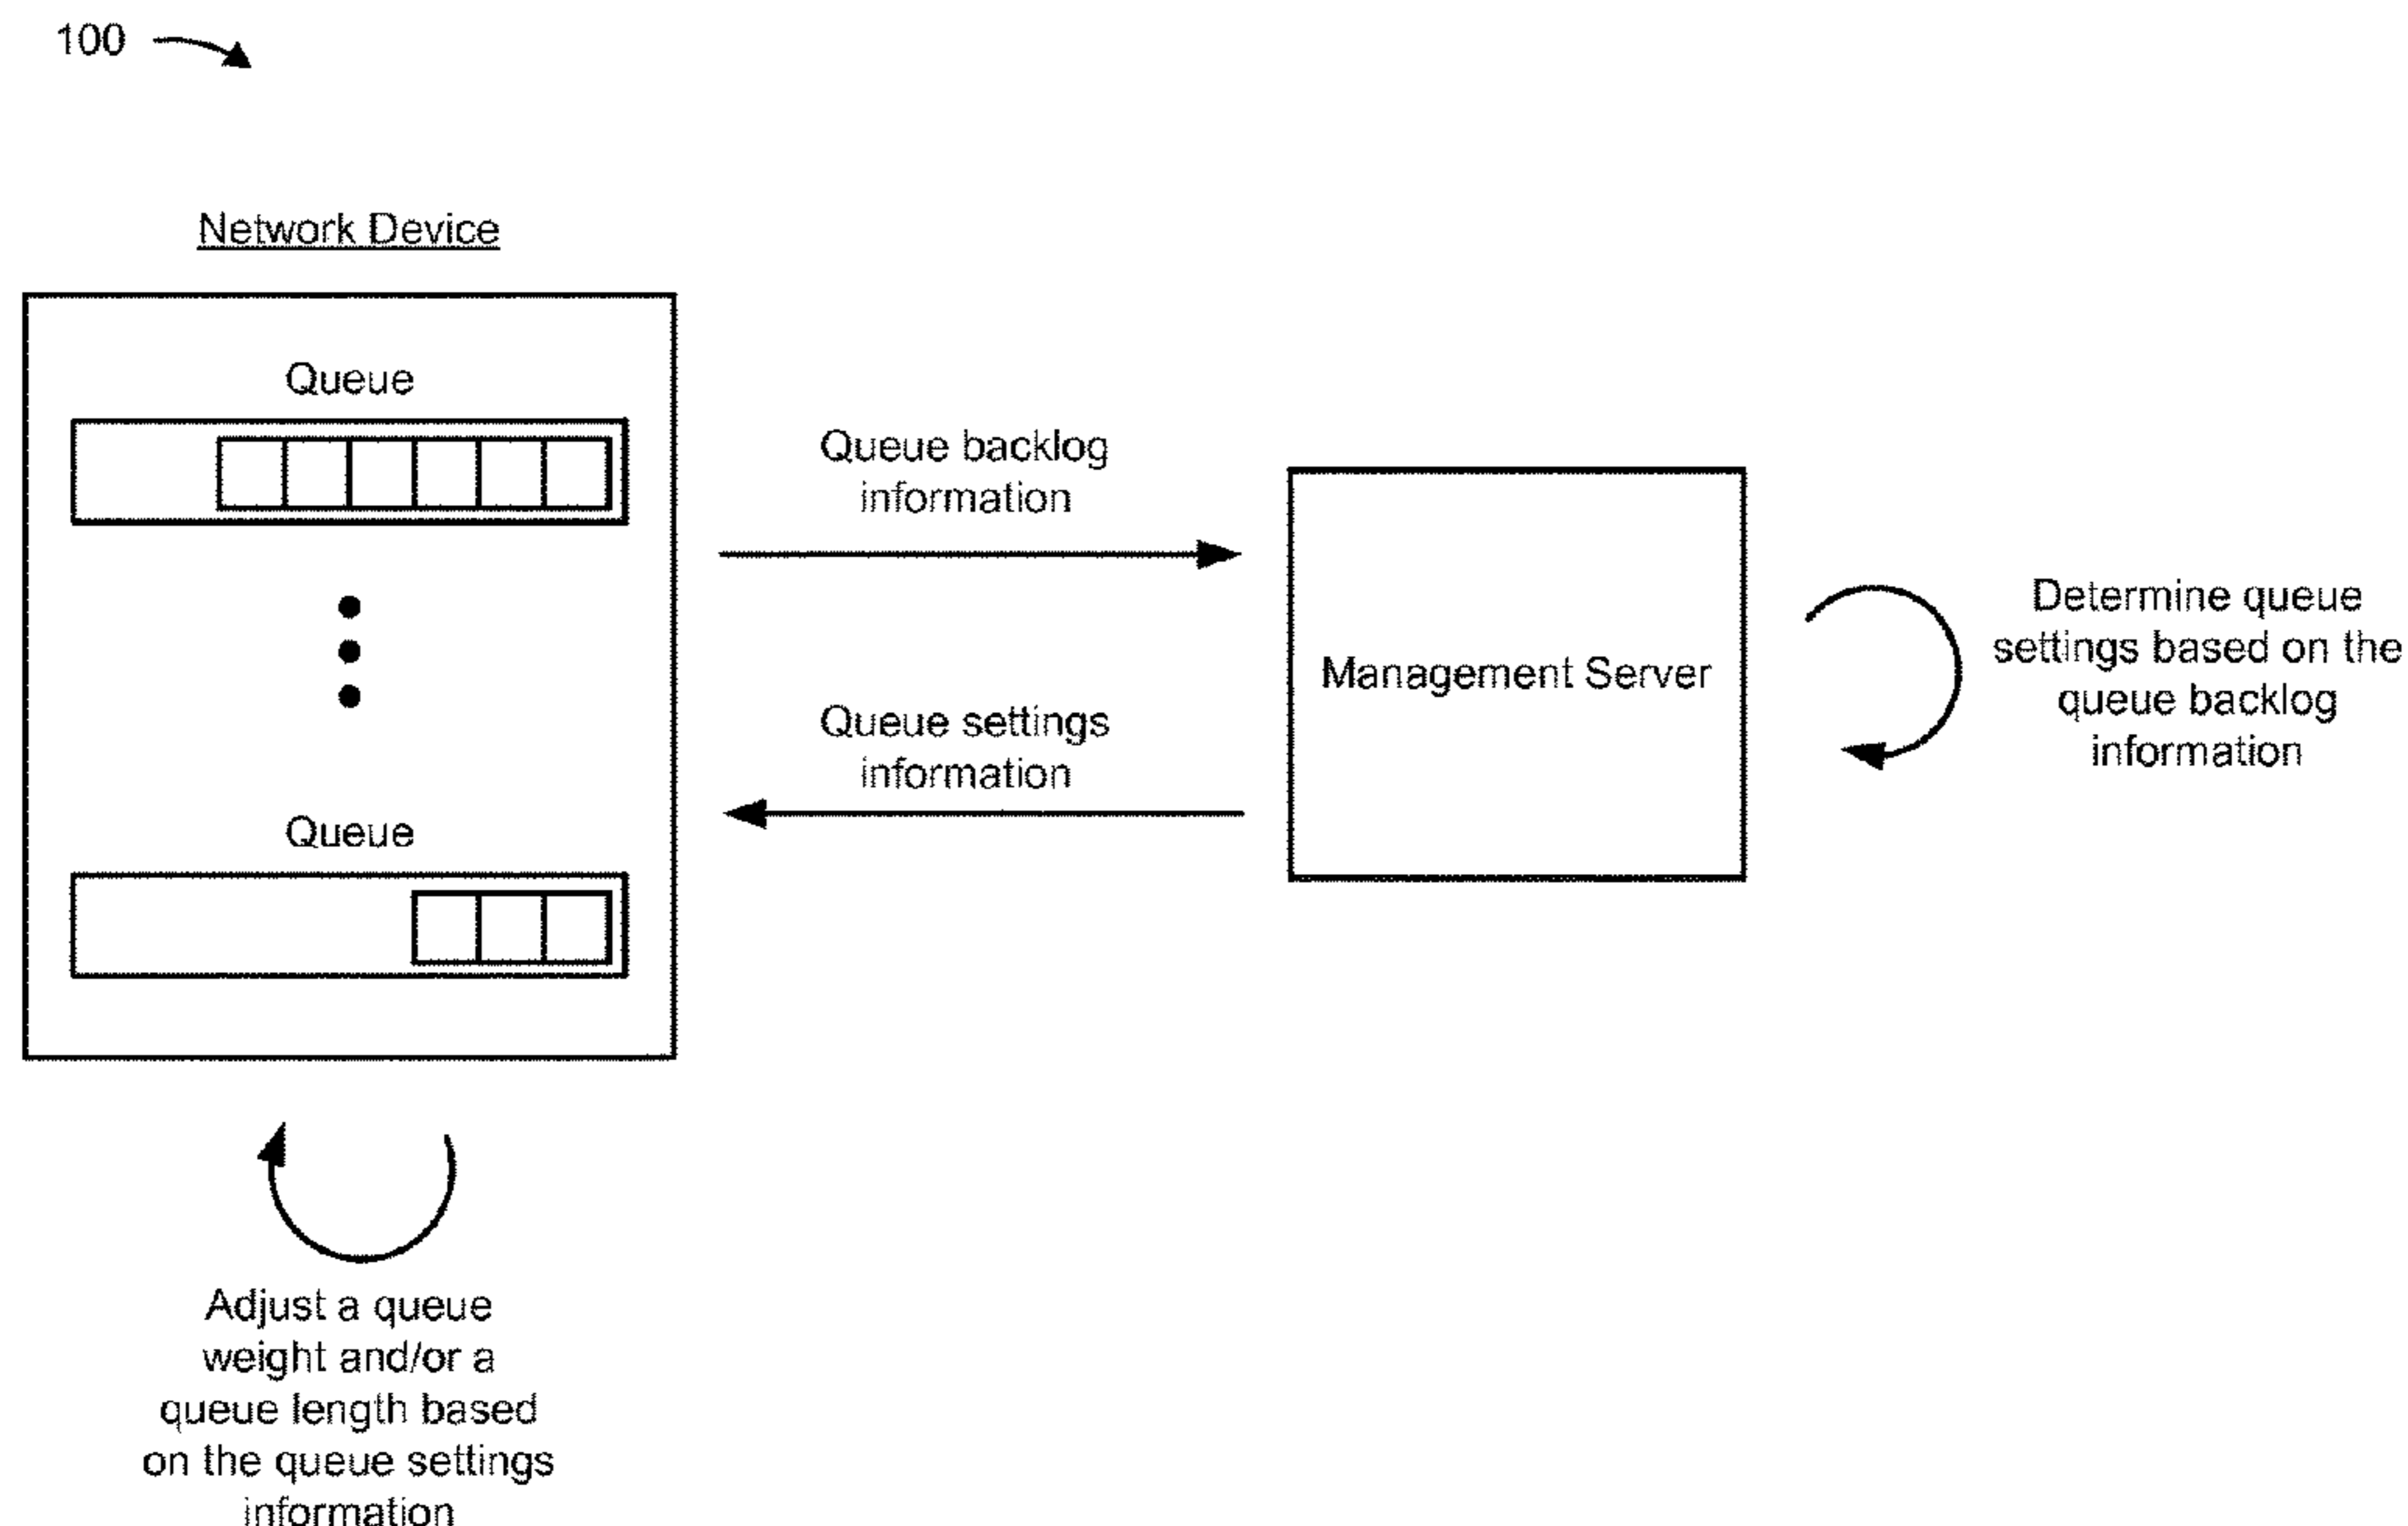 100
Network Device
Queue
Queue backlog
information
Management Server
Determine queue
settings based on the
queue backlog
information
Queue settings
information
Queue
Adjust a queue
weight and/or a
queue length based
on the queue settings
information